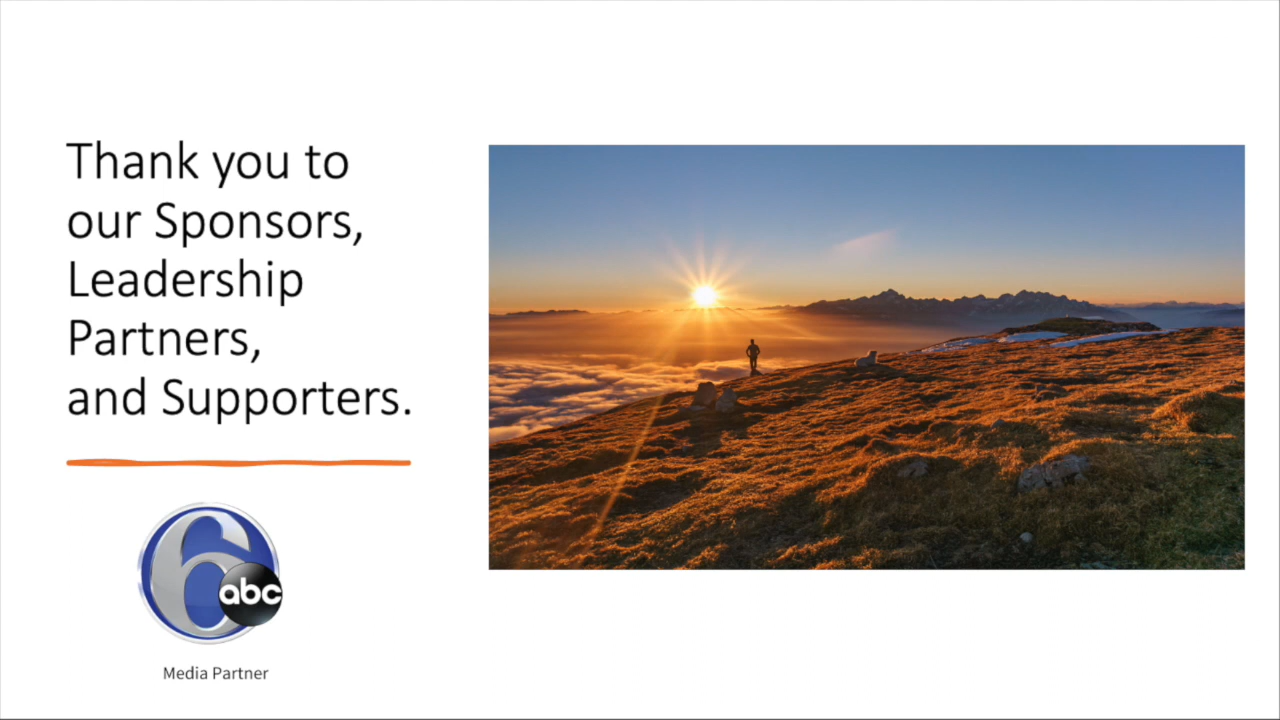 Thank you to
our Sponsors,
Leadership
Partners,
and Supporters.
6
abc
Media Partner